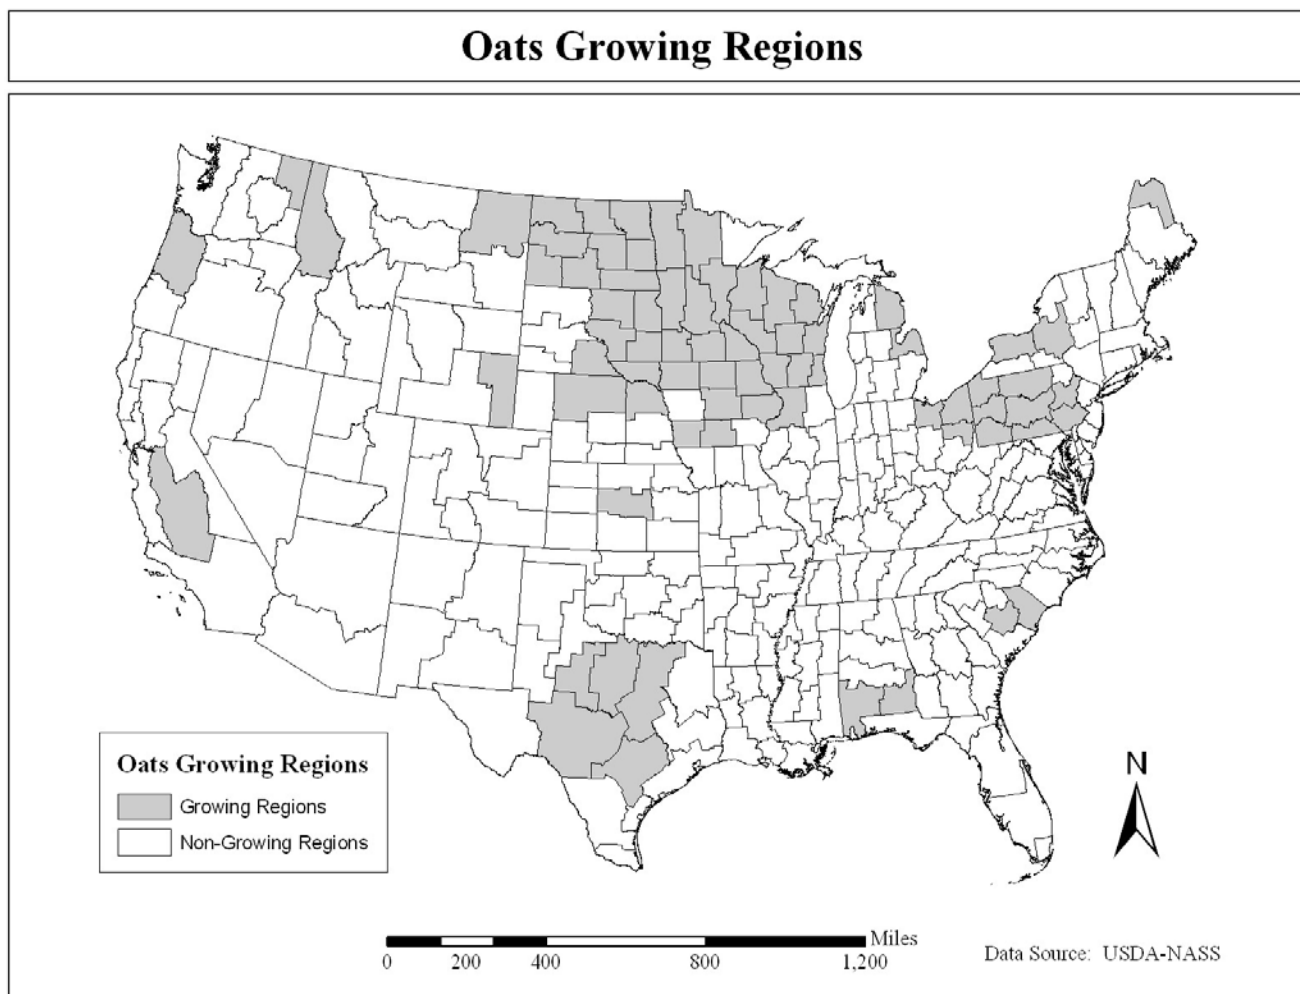 Oats Growing Regions
Oats Growing Regions
Growing Regions
Non-Growing Regions
N
Miles
0 200 400 800 1,200
Data Source: USDA-NASS